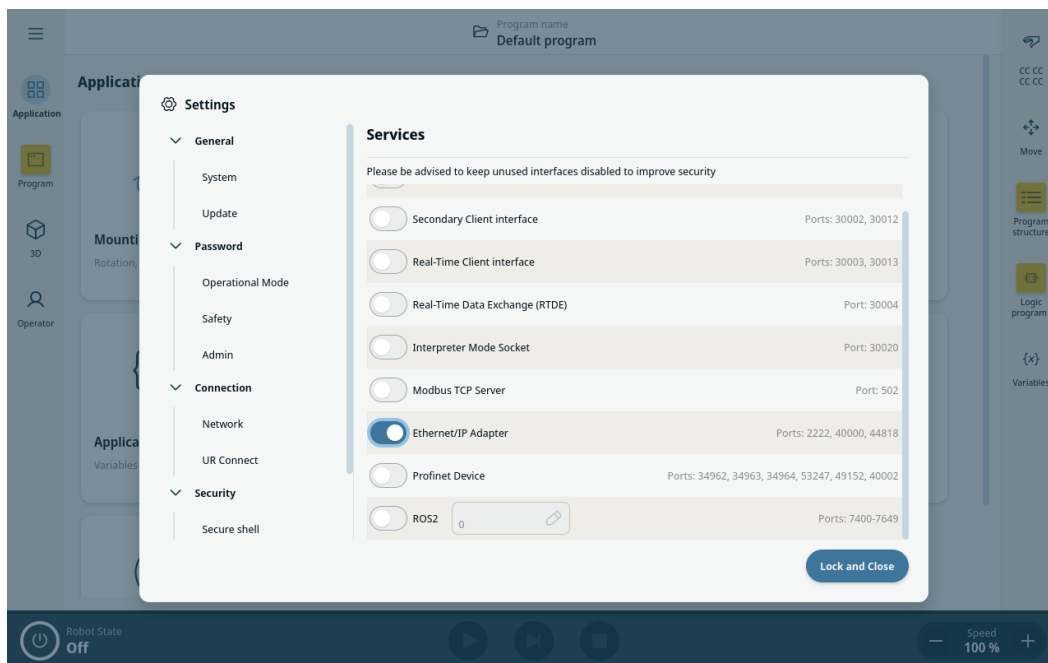 Program name
Default program
Applicati
Application
Program
3D
Operator
Mounti
Rotation,
Applica
Variables
Settings
General
System
Update
Password
Operational Mode
Safety
Admin
Connection
Network
UR Connect
Security
Secure shell
Services
Please be advised to keep unused interfaces disabled to improve security
Secondary Client interface Ports: 30002, 30012
Real-Time Client interface Ports: 30003, 30013
Real-Time Data Exchange (RTDE) Port: 30004
Interpreter Mode Socket Port: 30020
Modbus TCP Server Port: 502
Ethernet/IP Adapter Ports: 2222, 40000, 44818
Profinet Device Ports: 34962, 34963, 34964, 53247, 49152, 40002
ROS2 0 Ports: 7400-7649
Lock and Close
CC CC
CC CC
Move
Program
structure
Logic
program
{x}
Variables
Robot State
Off
Speed
100 %